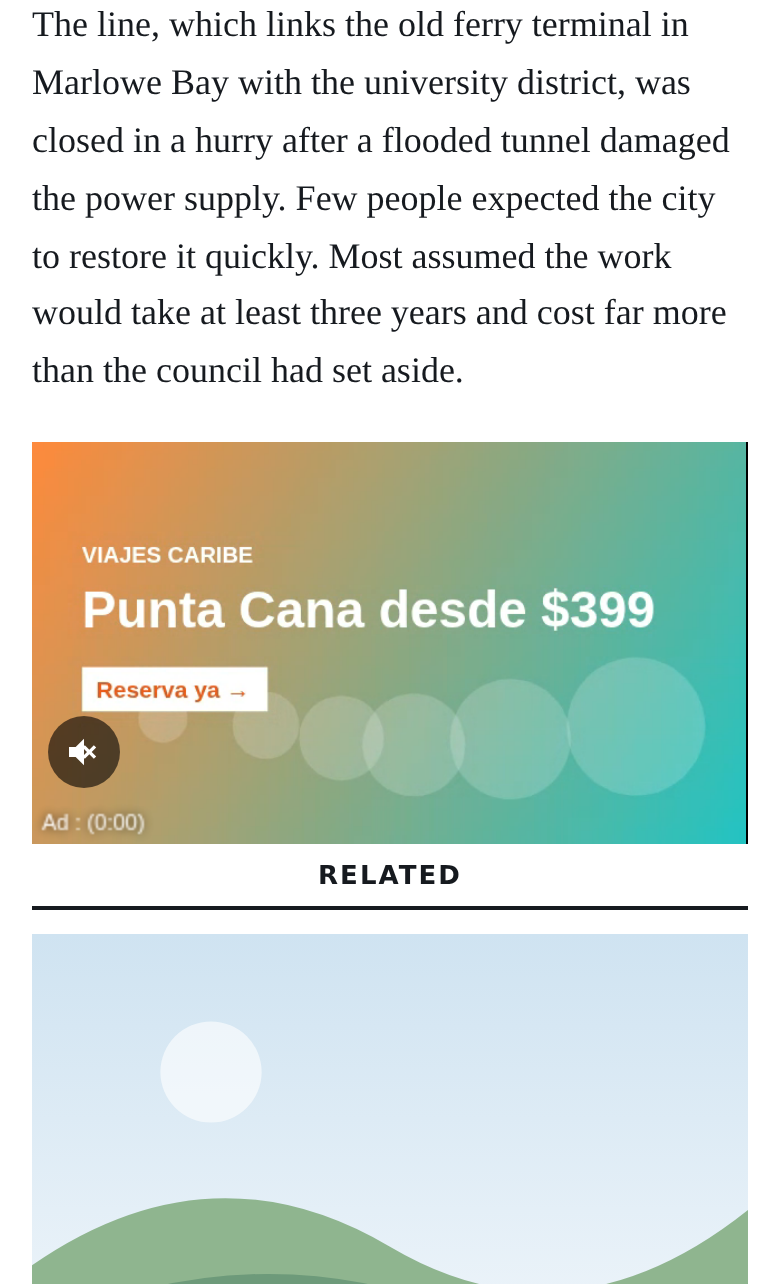 The line, which links the old ferry terminal in
Marlowe Bay with the university district, was
closed in a hurry after a flooded tunnel damaged
the power supply. Few people expected the city
to restore it quickly. Most assumed the work
would take at least three years and cost far more
than the council had set aside.
VIAJES CARIBE
Punta Cana desde $399
Reserva ya →
Ad : (0:00)
RELATED